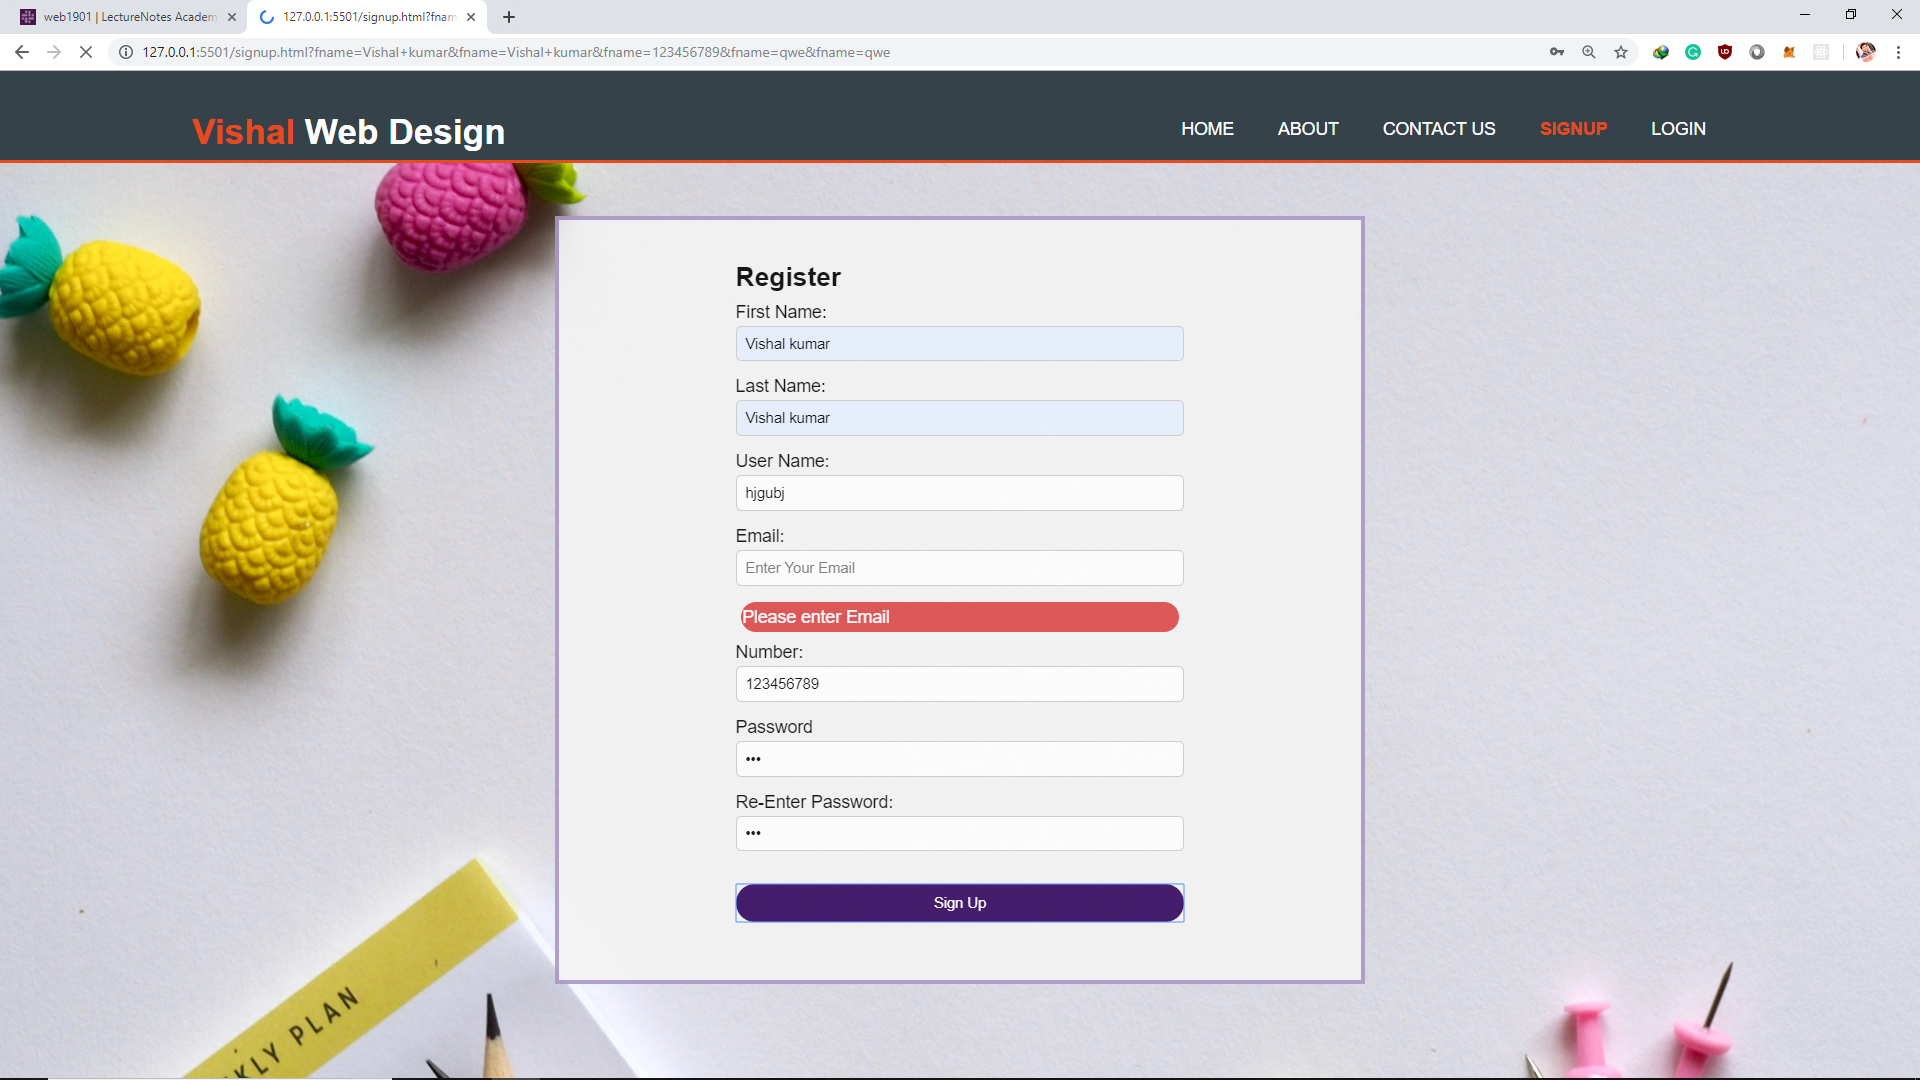 web1901 | LectureNotes Academ
127.0.0.1:5501/signup.html?fnam
127.0.0.1:5501/signup.html?fname=Vishal+kumar&fname=Vishal+kumar&fname=123456789&fname=qwe&fname=qwe
Vishal Web Design
HOME ABOUT CONTACT US SIGNUP LOGIN
Register
First Name:
Vishal kumar
Last Name:
Vishal kumar
User Name:
hjgubj
Email:
Enter Your Email
Please enter Email
Number:
123456789
Password
•••
Re-Enter Password:
•••
Sign Up
KLY PLAN